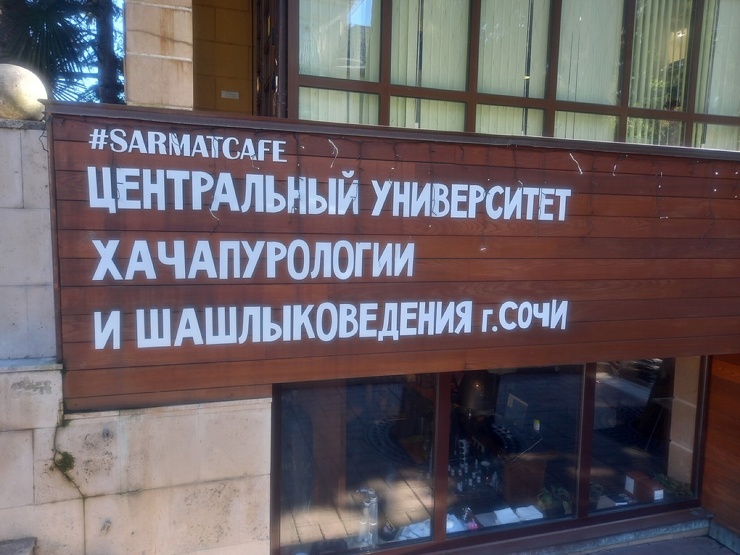 #SARMATCAFE
ЦЕНТРАЛЬНЫЙ УНИВЕРСИТЕТ
ХАЧАПУРОЛОГИИ
И ШАШЛЫКОВЕДЕНИЯ г.СОЧИ